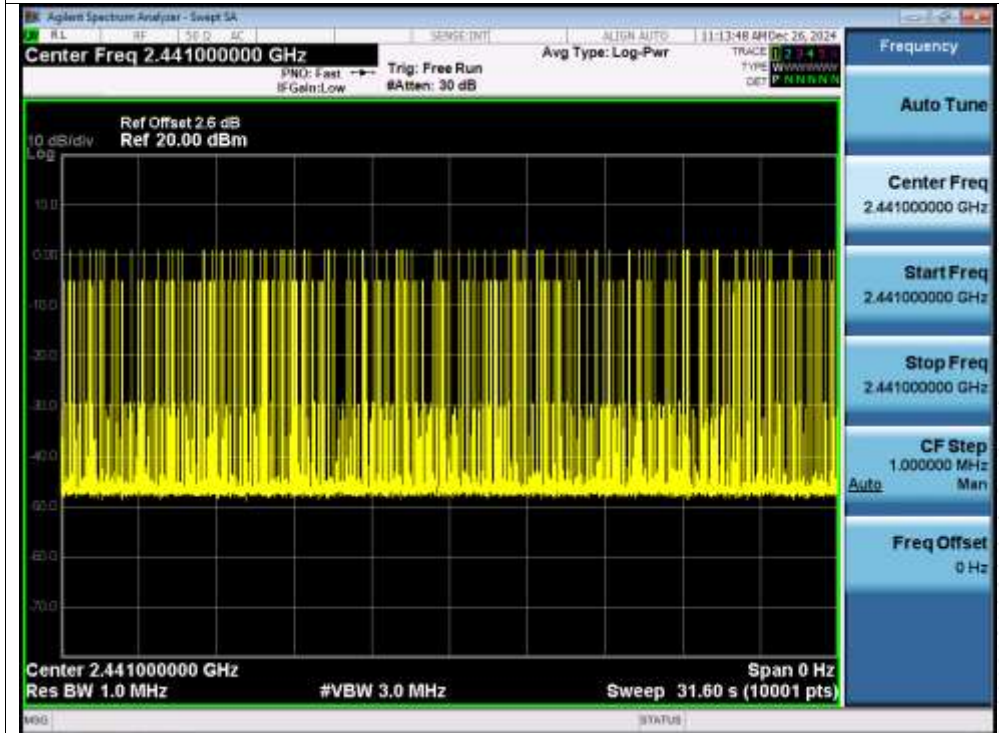 Agilent Spectrum Analyzer - Swept SA
RL RF 50 Ω AC SENSE:INT ALIGN AUTO 11:13:48 AM Dec 26, 2024
Center Freq 2.441000000 GHz
Avg Type: Log-Pwr
TRACE 1 2 3 4 5 6
PNO: Fast
Trig: Free Run
TYPE
IFGain:Low
#Atten: 30 dB
DET P N N N N N
Ref Offset 2.6 dB
10 dB/div
Ref 20.00 dBm
Log
10.0
0.00
-10.0
-20.0
-30.0
-40.0
-50.0
-60.0
-70.0
Center 2.441000000 GHz
Span 0 Hz
Res BW 1.0 MHz
#VBW 3.0 MHz
Sweep 31.60 s (10001 pts)
MSG
STATUS
Frequency
Auto Tune
Center Freq
2.441000000 GHz
Start Freq
2.441000000 GHz
Stop Freq
2.441000000 GHz
CF Step
1.000000 MHz
Auto Man
Freq Offset
0 Hz